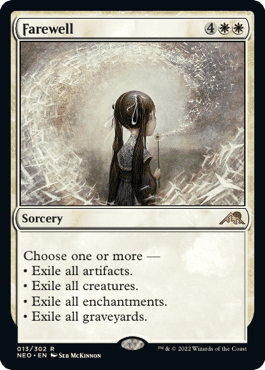 Farewell 4
Sorcery
Choose one or more —
• Exile all artifacts.
• Exile all creatures.
• Exile all enchantments.
• Exile all graveyards.
013/302 R
NEO • EN Seb McKinnon
™ & © 2022 Wizards of the Coast